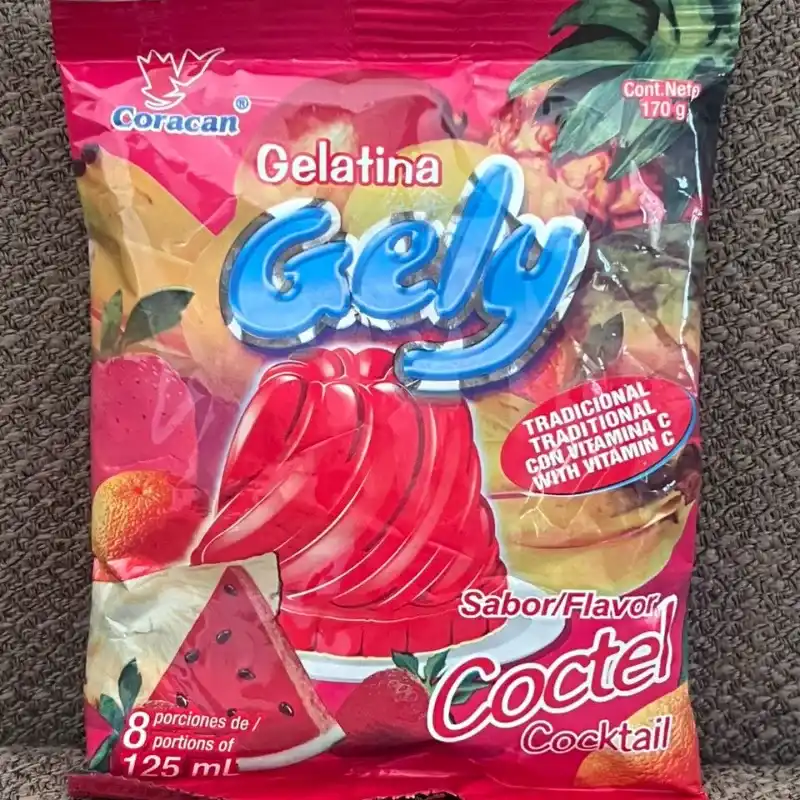 Coracan®
Cont.Neto
170 g
Gelatina
Gely
TRADICIONAL
TRADITIONAL
CON VITAMINA C
WITH VITAMIN C
Sabor/Flavor
Coctel
Cocktail
8 porciones de /
portions of
125 mL